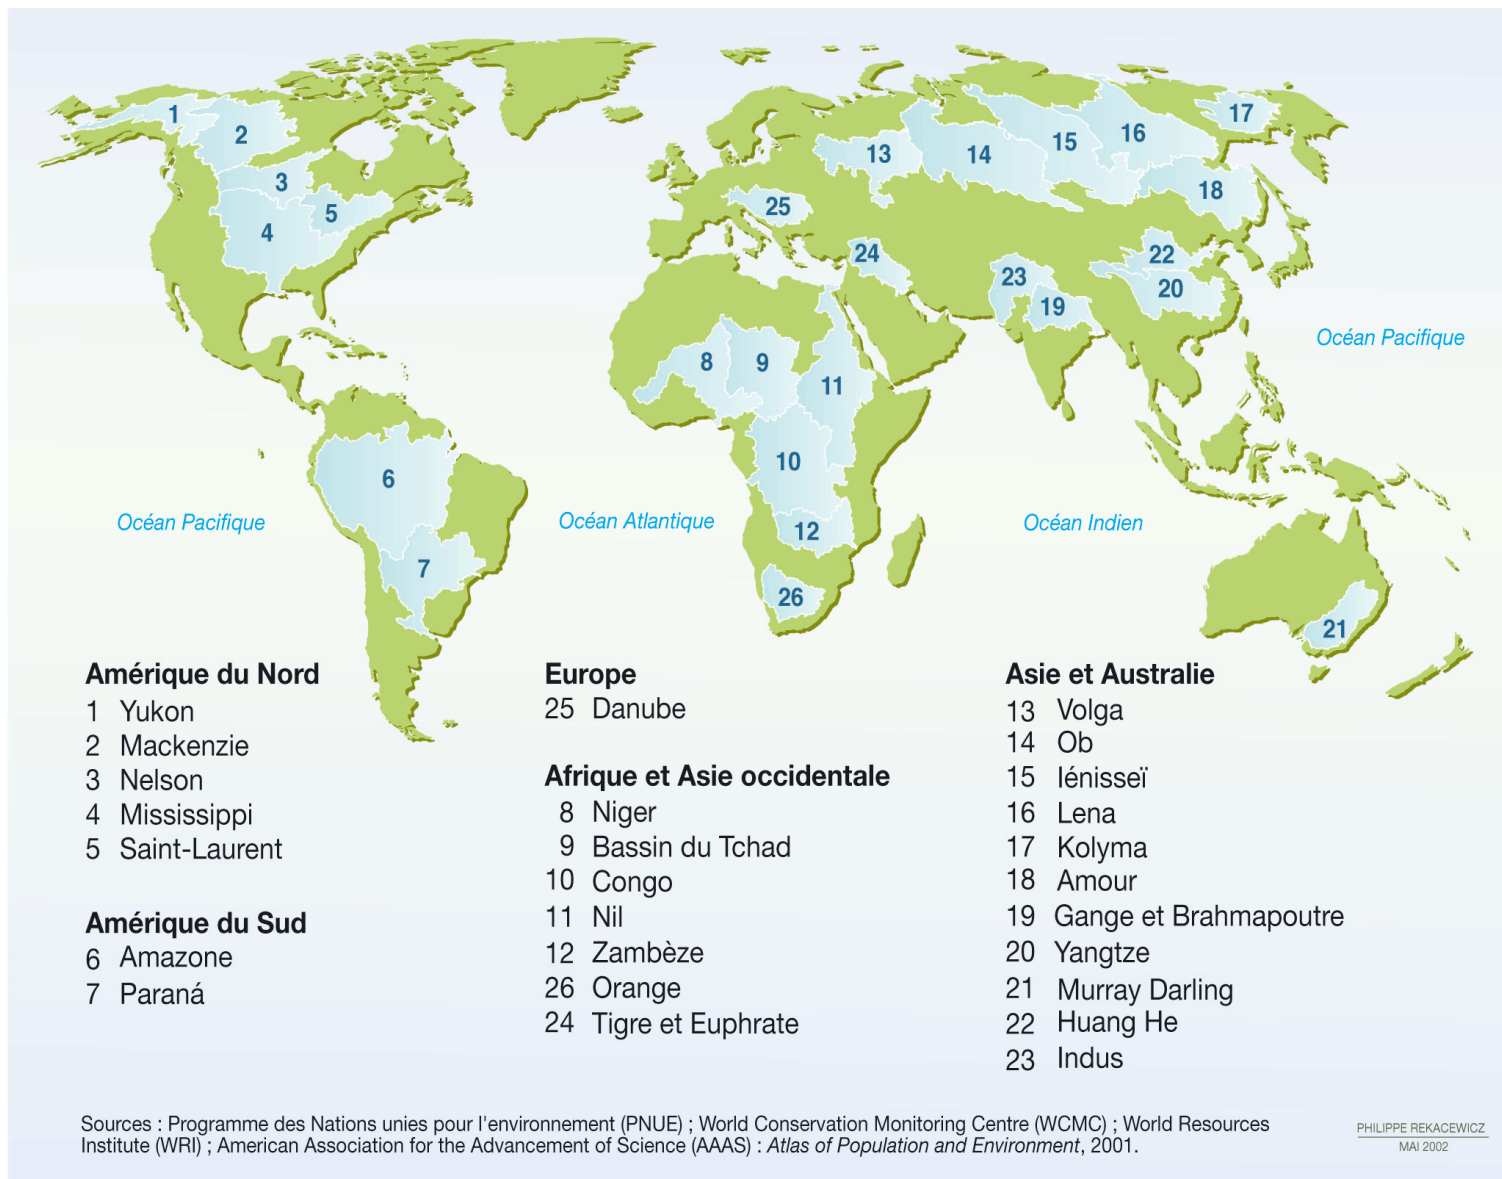 1
2
3
4
5
6
7
8
9
10
11
12
13
14
15
16
17
18
19
20
21
22
23
24
25
26
Océan Pacifique
Océan Pacifique
Océan Atlantique
Océan Indien
Amérique du Nord
1 Yukon
2 Mackenzie
3 Nelson
4 Mississippi
5 Saint-Laurent
Amérique du Sud
6 Amazone
7 Paraná
Europe
25 Danube
Afrique et Asie occidentale
8 Niger
9 Bassin du Tchad
10 Congo
11 Nil
12 Zambèze
26 Orange
24 Tigre et Euphrate
Asie et Australie
13 Volga
14 Ob
15 Iénisseï
16 Lena
17 Kolyma
18 Amour
19 Gange et Brahmapoutre
20 Yangtze
21 Murray Darling
22 Huang He
23 Indus
Sources : Programme des Nations unies pour l'environnement (PNUE) ; World Conservation Monitoring Centre (WCMC) ; World Resources
Institute (WRI) ; American Association for the Advancement of Science (AAAS) : Atlas of Population and Environment, 2001.
PHILIPPE REKACEWICZ
MAI 2002